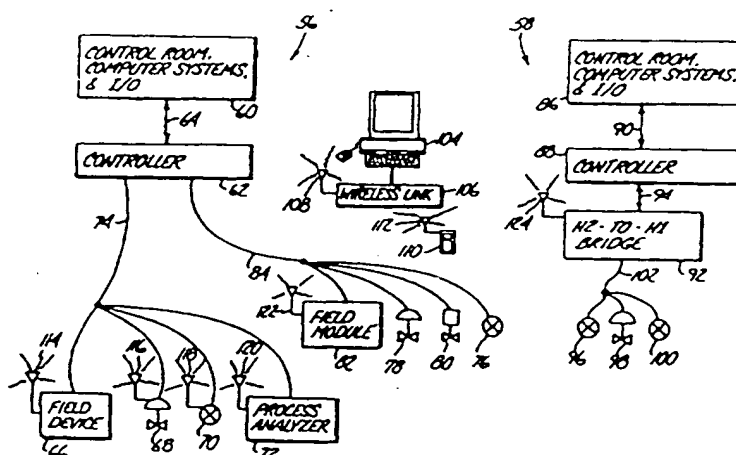 56
58
CONTROL ROOM,
COMPUTER SYSTEMS,
& I/O
60
64
CONTROLLER
62
74
84
104
108
WIRELESS LINK
106
112
110
CONTROL ROOM,
COMPUTER SYSTEMS,
& I/O
86
90
88
CONTROLLER
94
124
H2-TO-H1
BRIDGE
92
102
96
98
100
122
FIELD
MODULE
82
78
80
76
114
116
118
120
FIELD
DEVICE
66
68
70
PROCESS
ANALYZER
72